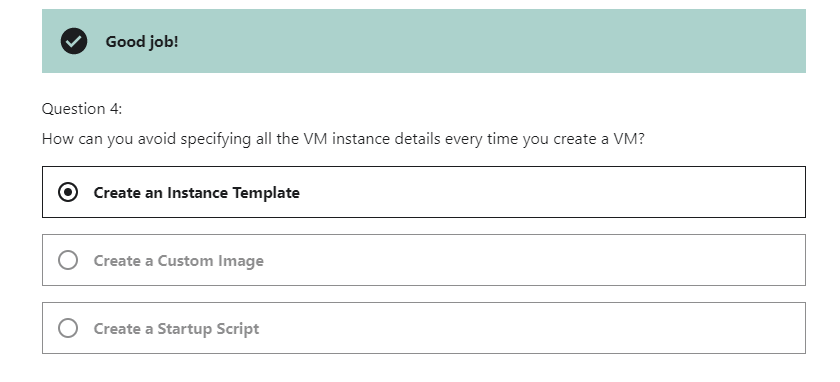 Good job!
Question 4:
How can you avoid specifying all the VM instance details every time you create a VM?
Create an Instance Template
Create a Custom Image
Create a Startup Script